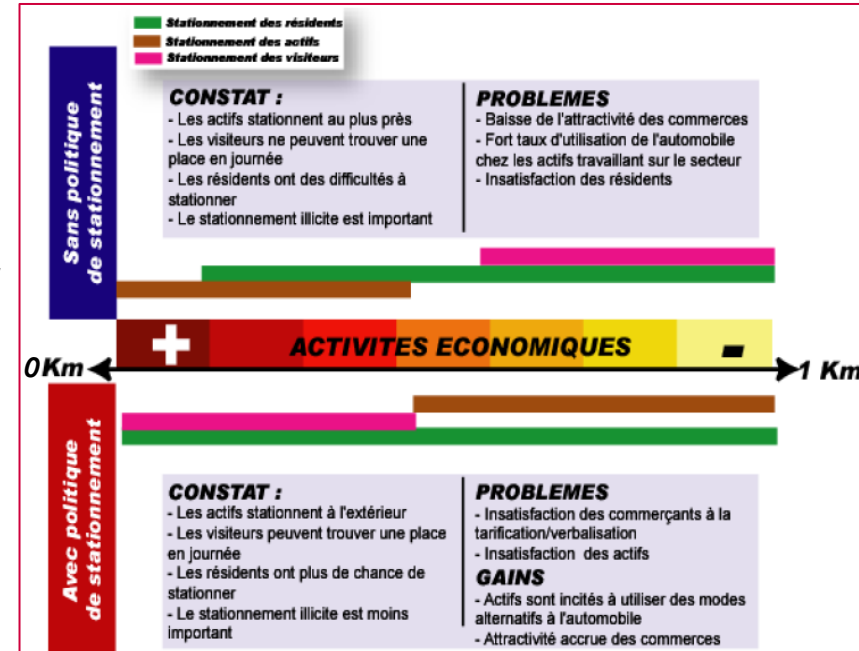 Stationnement des résidents
Stationnement des actifs
Stationnement des visiteurs
Sans politique
de stationnement
CONSTAT :
- Les actifs stationnent au plus près
- Les visiteurs ne peuvent trouver une
place en journée
- Les résidents ont des difficultés à
stationner
- Le stationnement illicite est important
PROBLEMES
- Baisse de l'attractivité des commerces
- Fort taux d'utilisation de l'automobile
chez les actifs travaillant sur le secteur
- Insatisfaction des résidents
+
ACTIVITES ECONOMIQUES
-
0Km
1 Km
Avec politique
de stationnement
CONSTAT :
- Les actifs stationnent à l'extérieur
- Les visiteurs peuvent trouver une place
en journée
- Les résidents ont plus de chance de
stationner
- Le stationnement illicite est moins
important
PROBLEMES
- Insatisfaction des commerçants à la
tarification/verbalisation
- Insatisfaction des actifs
GAINS
- Actifs sont incités à utiliser des modes
alternatifs à l'automobile
- Attractivité accrue des commerces